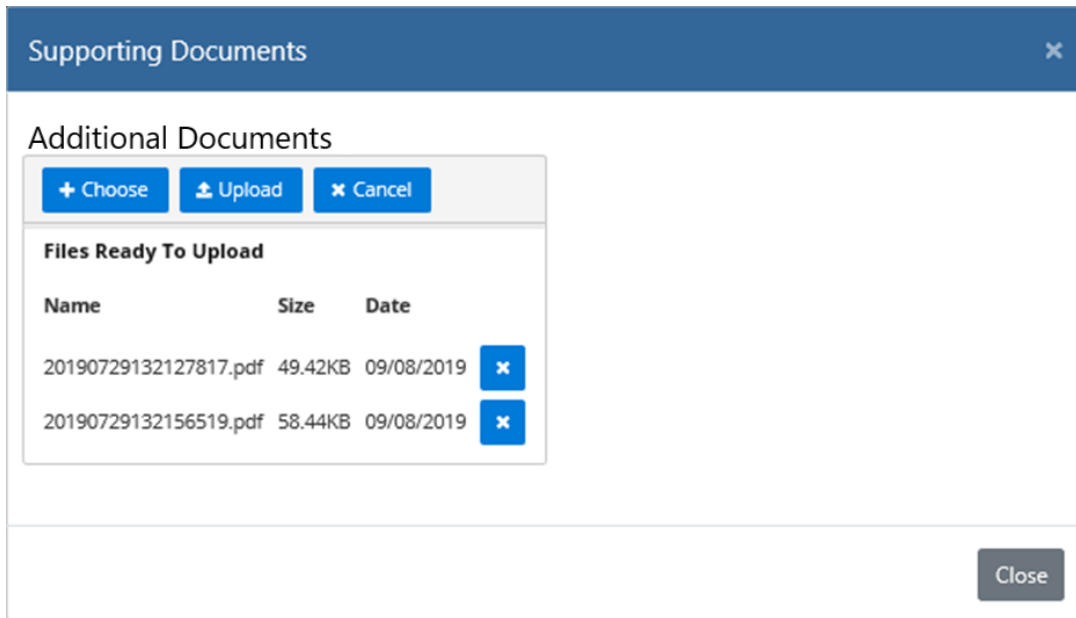 Supporting Documents
Additional Documents
Choose Upload Cancel
Files Ready To Upload
Name Size Date
20190729132127817.pdf 49.42KB 09/08/2019
20190729132156519.pdf 58.44KB 09/08/2019
Close